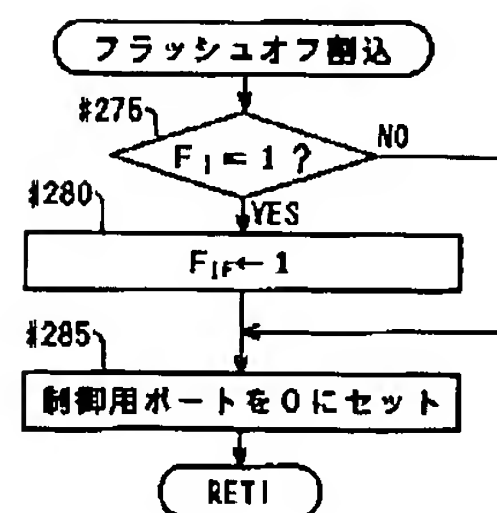 フラッシュオフ割込
#275
F₁=1?
NO
#280
YES
F_IF←1
#285
制御用ポートを0にセット
RETI